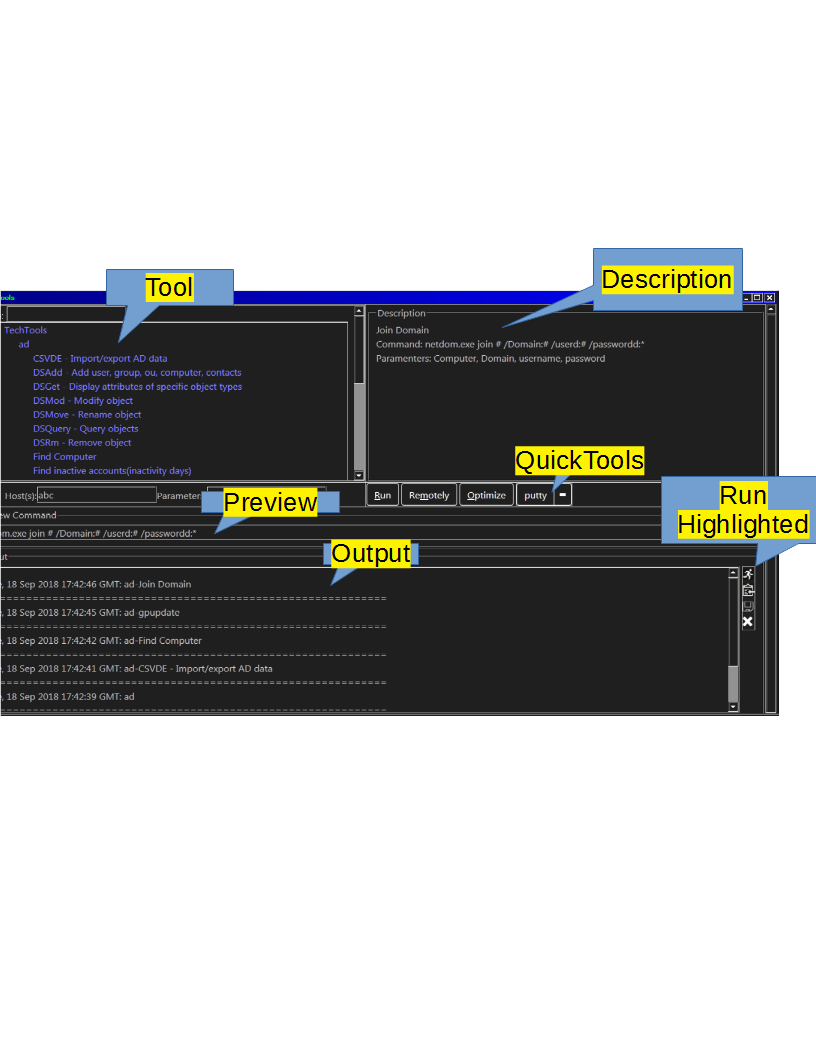 Tool
Description
ools
:
TechTools
ad
CSVDE - Import/export AD data
DSAdd - Add user, group, ou, computer, contacts
DSGet - Display attributes of specific object types
DSMod - Modify object
DSMove - Rename object
DSQuery - Query objects
DSRm - Remove object
Find Computer
Find inactive accounts(inactivity days)
Description
Join Domain
Command: netdom.exe join # /Domain:# /userd:# /passwordd:*
Paramenters: Computer, Domain, username, password
QuickTools
Host(s): abc
Parameter
Preview
Run Remotely Optimize putty =
Run
Highlighted
ew Command
om.exe join # /Domain:# /userd:# /passwordd:*
Output
ut
, 18 Sep 2018 17:42:46 GMT: ad-Join Domain
================================================================
, 18 Sep 2018 17:42:45 GMT: ad-gpupdate
================================================================
, 18 Sep 2018 17:42:42 GMT: ad-Find Computer
================================================================
, 18 Sep 2018 17:42:41 GMT: ad-CSVDE - Import/export AD data
================================================================
, 18 Sep 2018 17:42:39 GMT: ad
================================================================